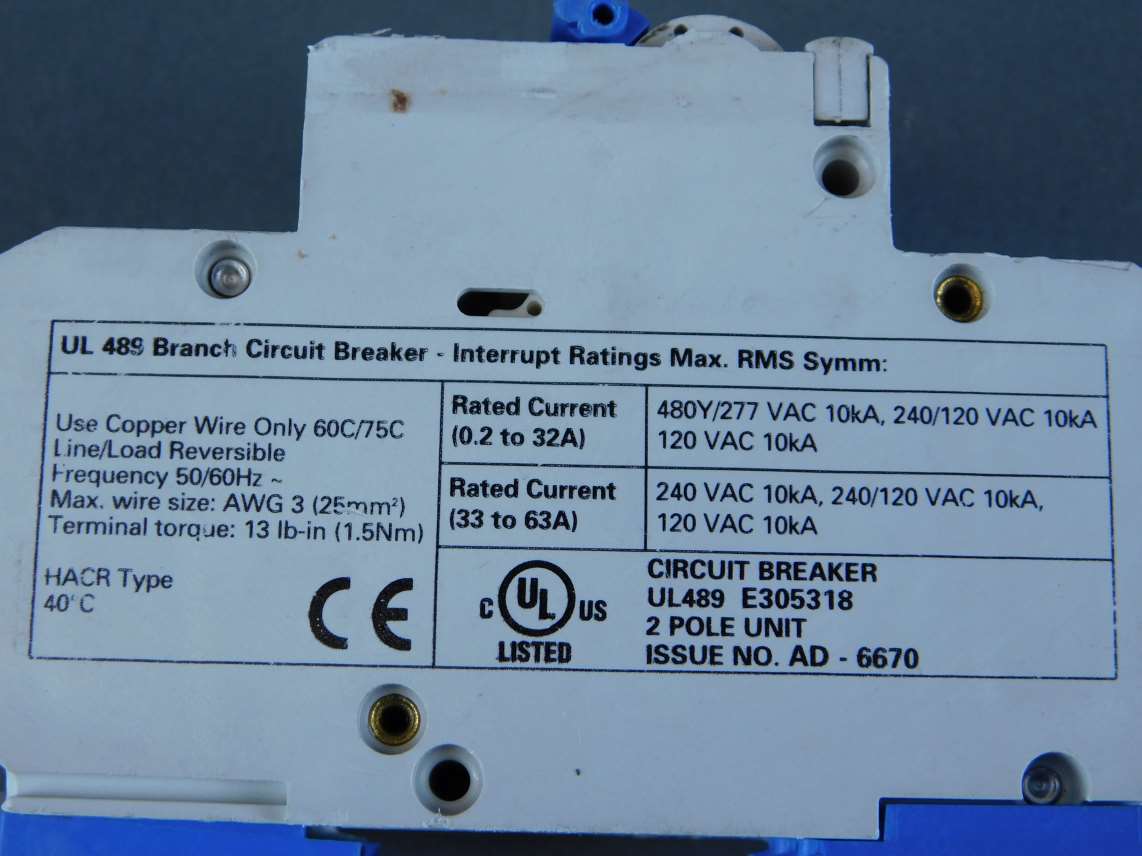 UL 489 Branch Circuit Breaker - Interrupt Ratings Max. RMS Symm:
Use Copper Wire Only 60C/75C
Line/Load Reversible
Frequency 50/60Hz ~
Max. wire size: AWG 3 (25mm²)
Terminal torque: 13 lb-in (1.5Nm)
HACR Type
40°C
CE
Rated Current
(0.2 to 32A)
480Y/277 VAC 10kA, 240/120 VAC 10kA
120 VAC 10kA
Rated Current
(33 to 63A)
240 VAC 10kA, 240/120 VAC 10kA,
120 VAC 10kA
C UL US
LISTED
CIRCUIT BREAKER
UL489 E305318
2 POLE UNIT
ISSUE NO. AD - 6670